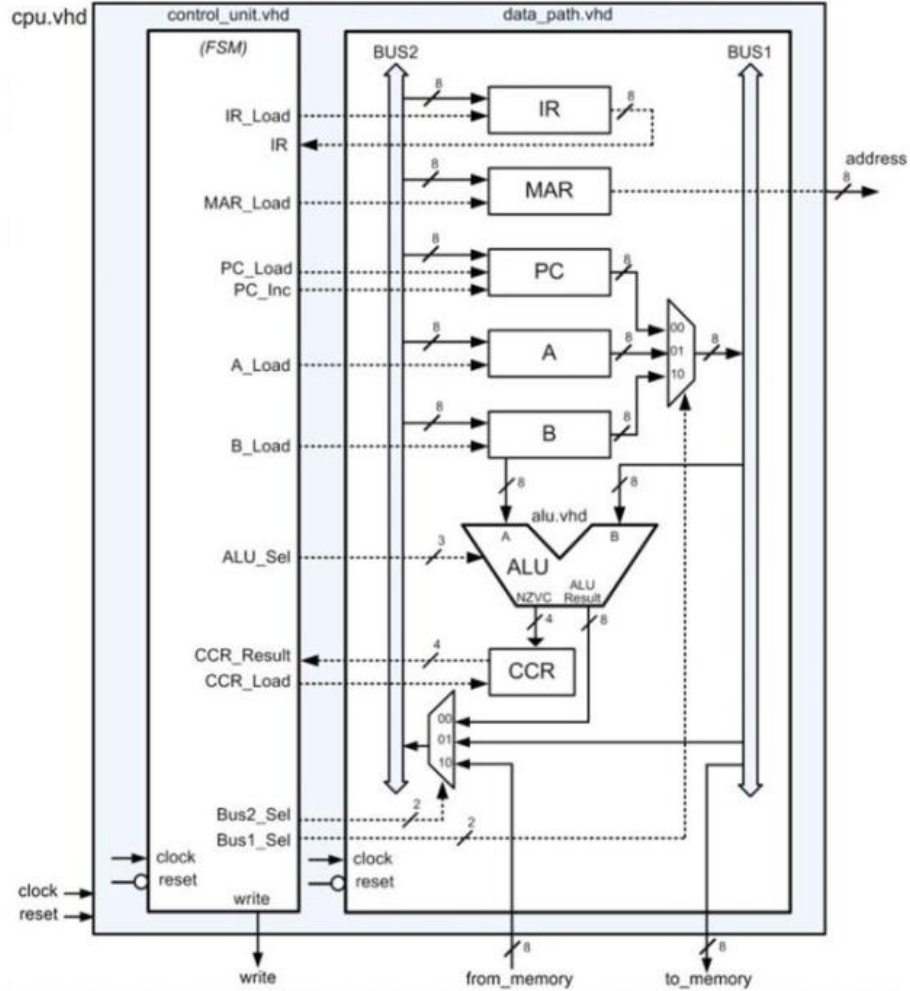 cpu.vhd
control_unit.vhd
data_path.vhd
(FSM)
BUS2
BUS1
8
IR
8
IR_Load
IR
address
8
MAR
8
MAR_Load
8
PC
8
PC_Load
PC_Inc
00
8
A
8
01
8
10
A_Load
8
B
8
B_Load
8
8
alu.vhd
A
B
3
ALU_Sel
ALU
NZVC
ALU
Result
4
8
CCR_Result
4
CCR
CCR_Load
00
01
10
Bus2_Sel
2
Bus1_Sel
2
clock
reset
clock
reset
clock
reset
write
8
8
write
from_memory
to_memory